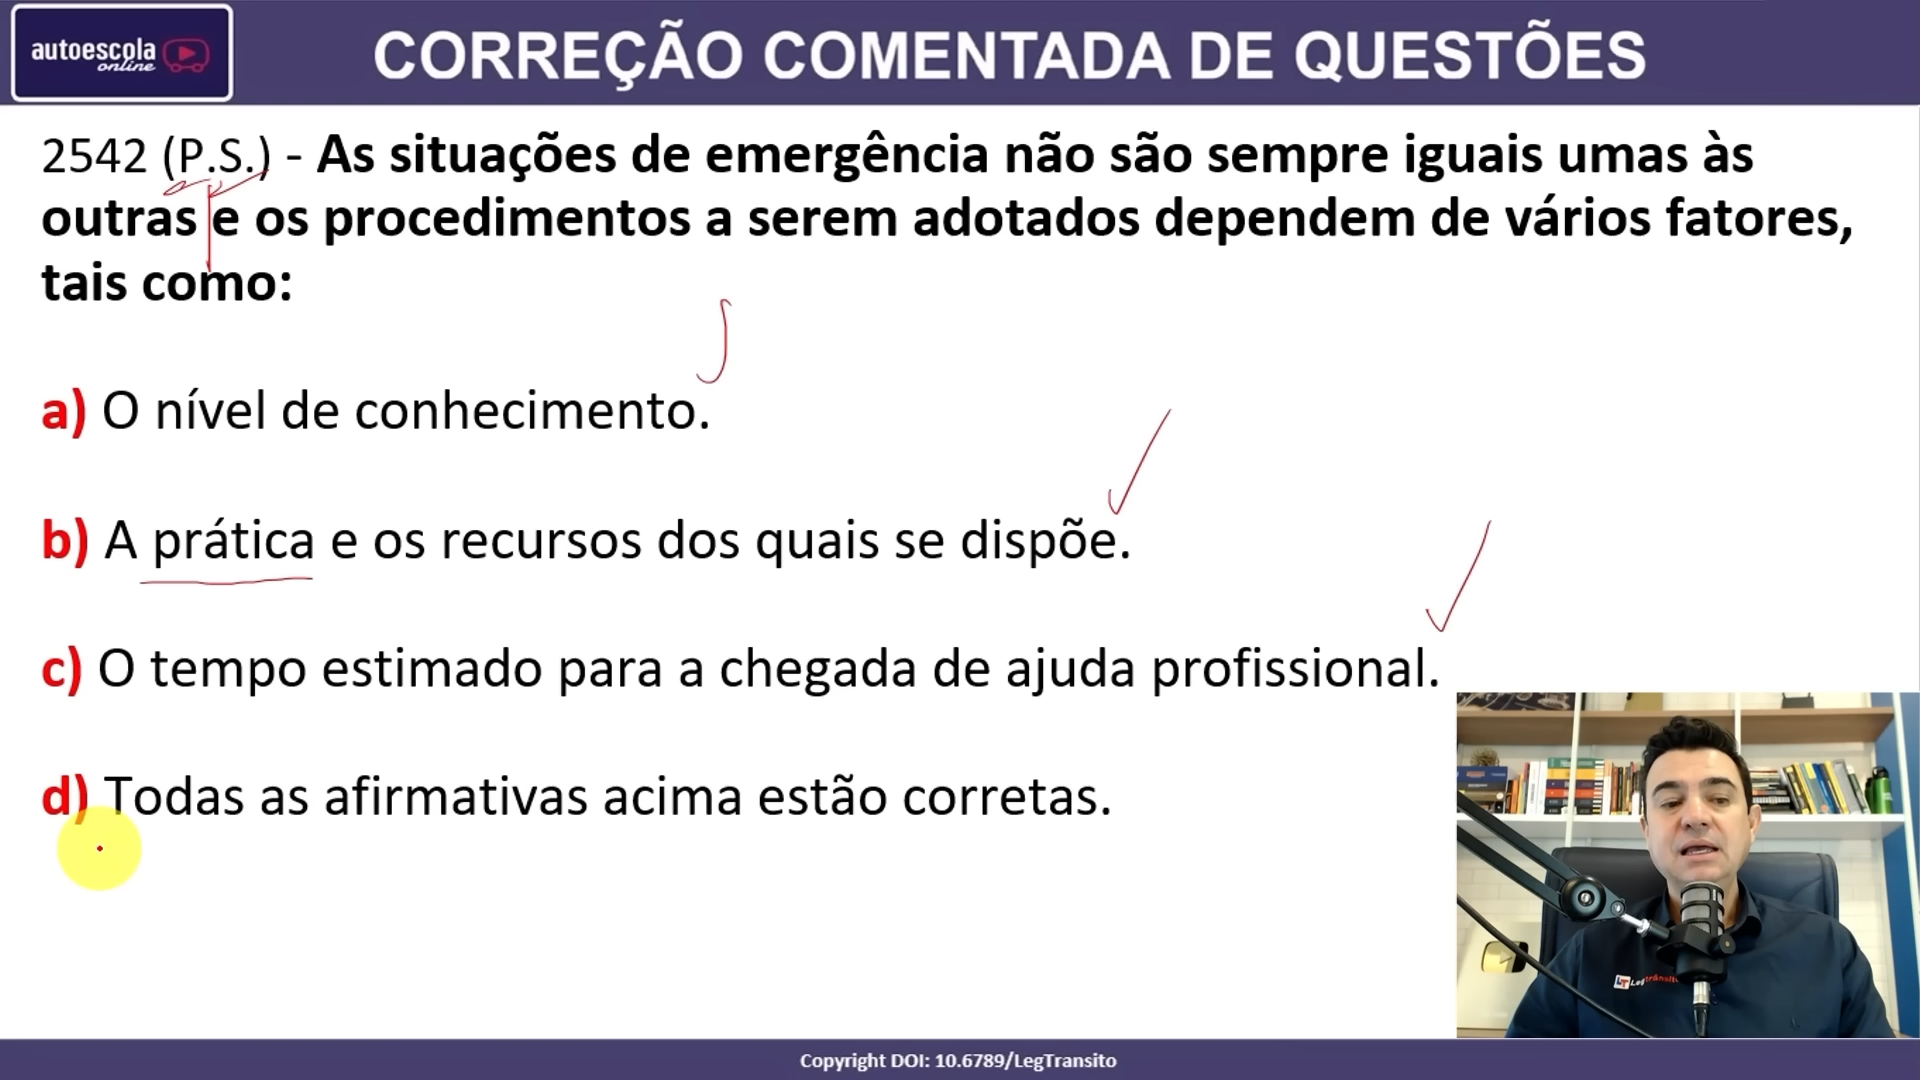 autoescola
online
CORREÇÃO COMENTADA DE QUESTÕES
2542 (P.S.) - As situações de emergência não são sempre iguais umas às
outras e os procedimentos a serem adotados dependem de vários fatores,
tais como:
a) O nível de conhecimento.
b) A prática e os recursos dos quais se dispõe.
c) O tempo estimado para a chegada de ajuda profissional.
d) Todas as afirmativas acima estão corretas.
LT Legtrânsito
Copyright DOI: 10.6789/LegTransito